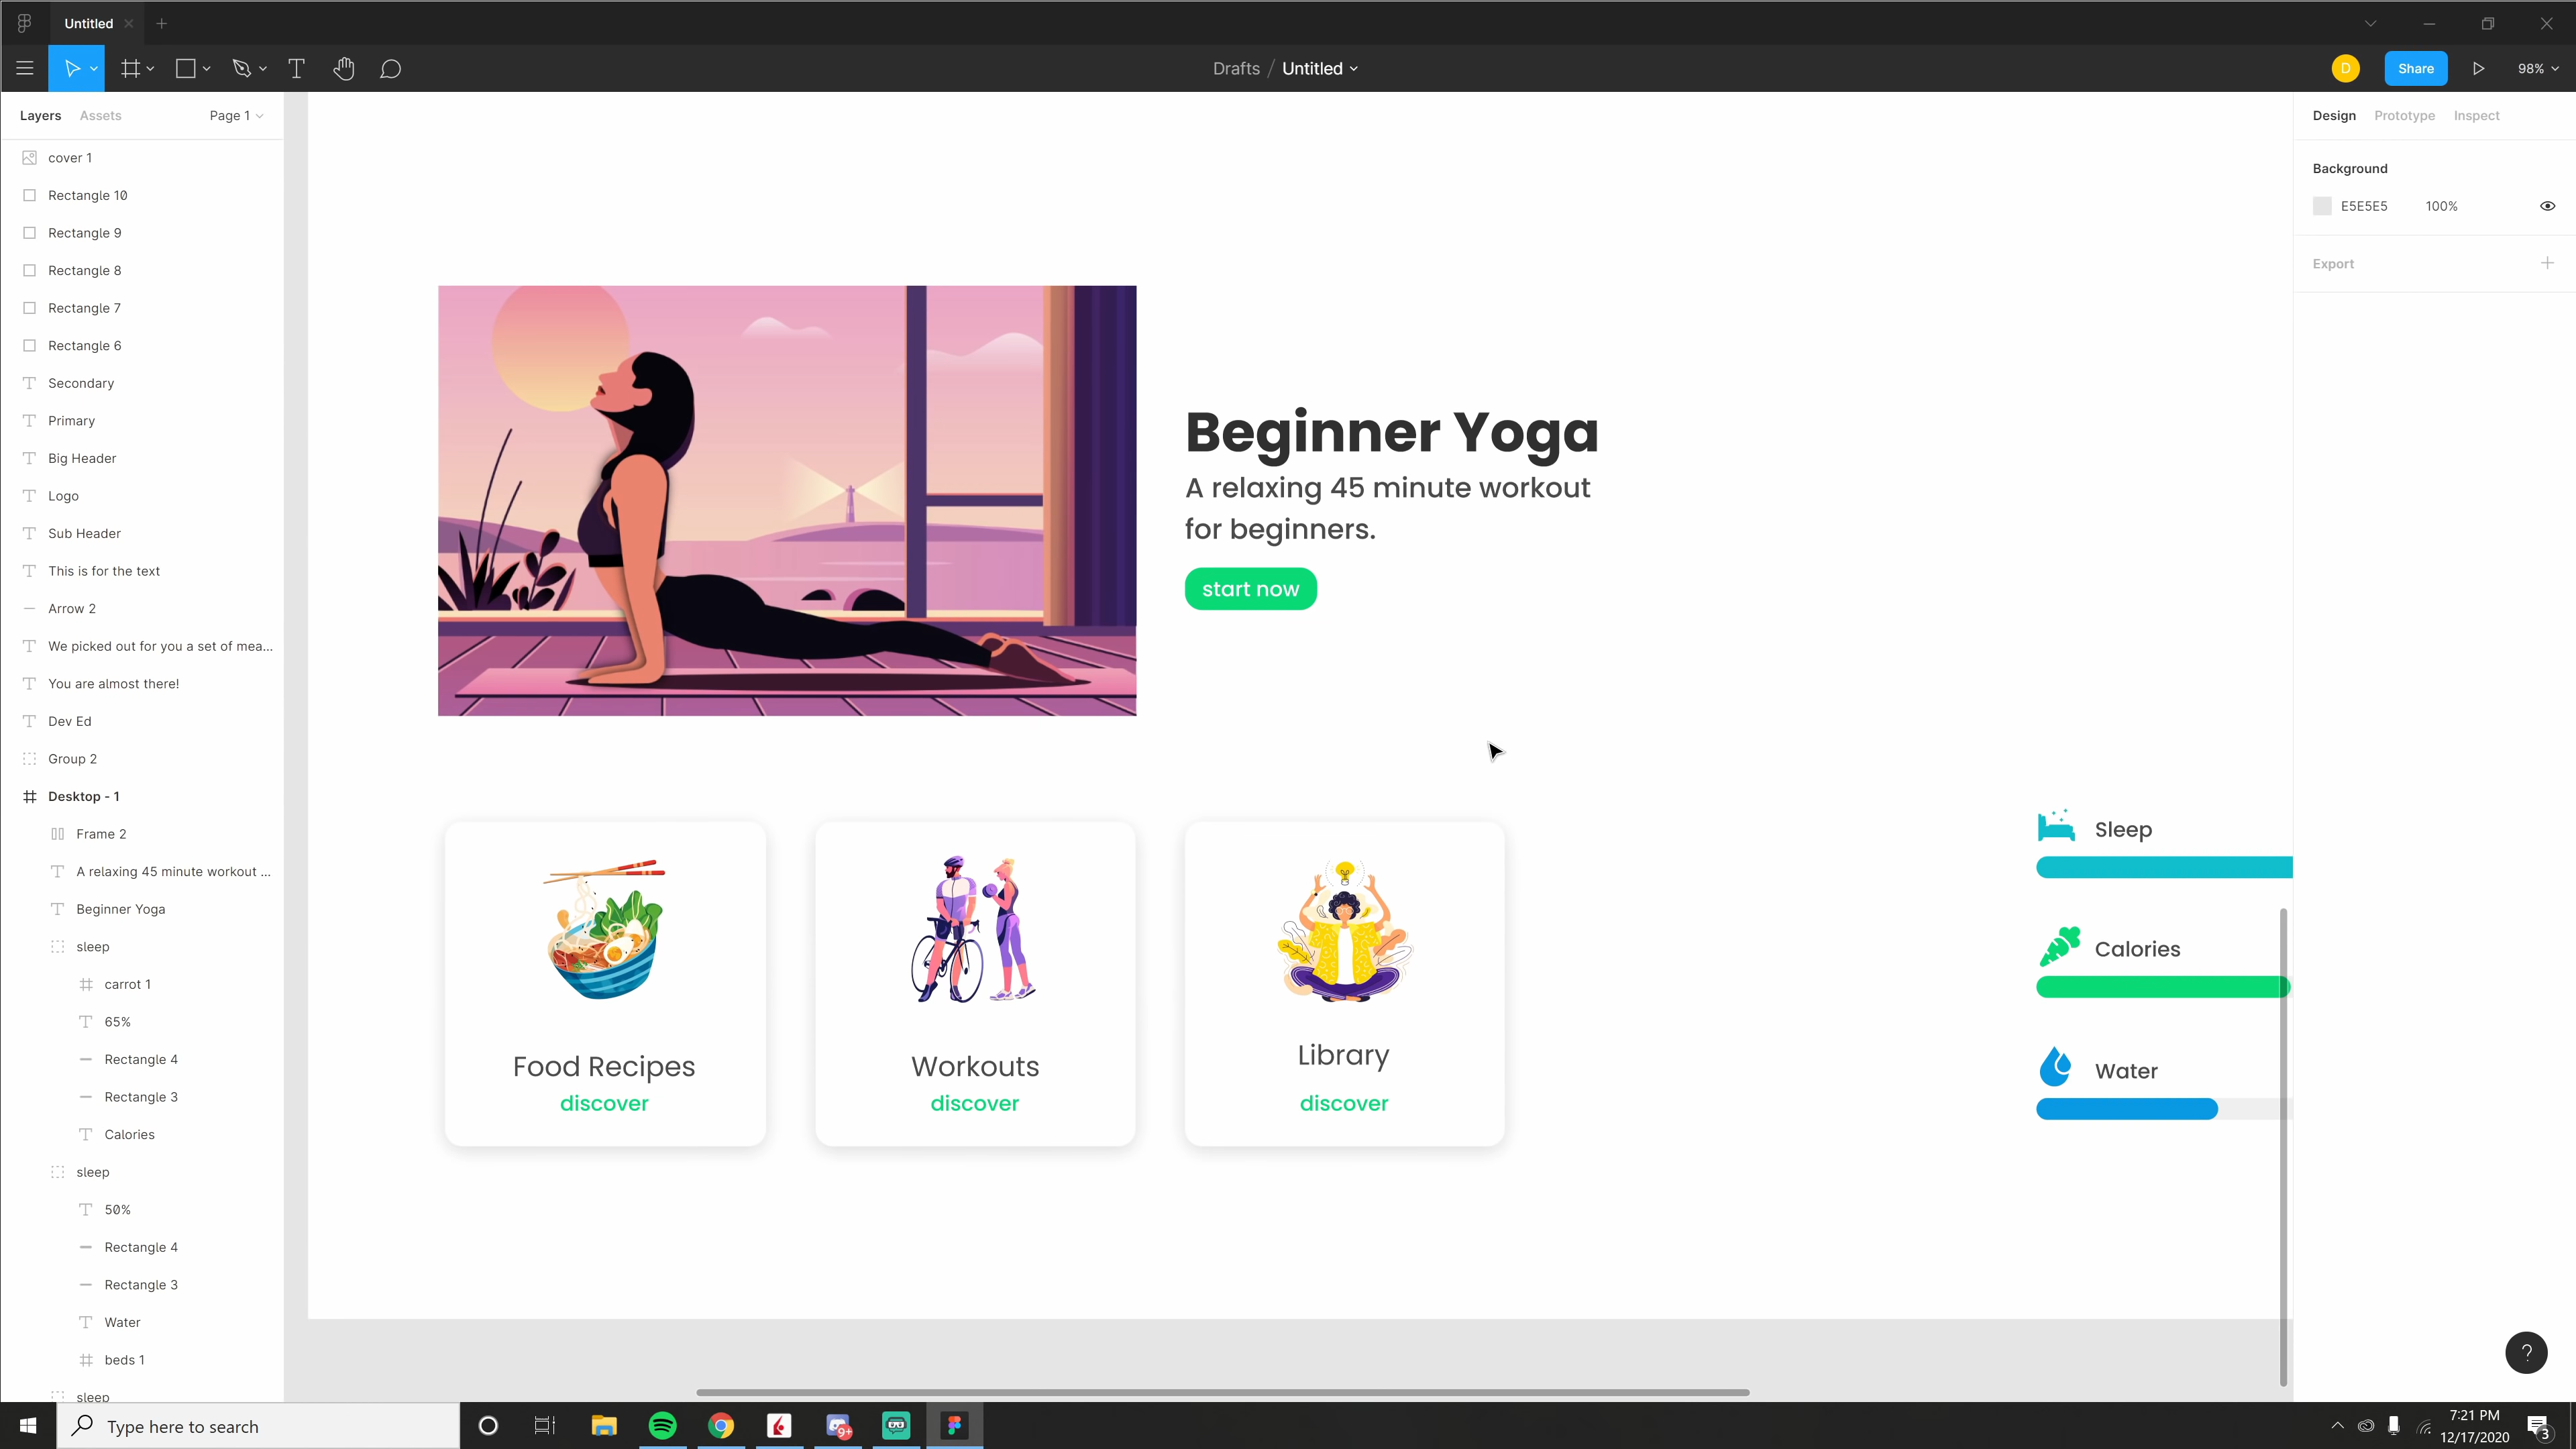 Untitled
Drafts / Untitled
D
Share
98%
Layers
Assets
Page 1
cover 1
Rectangle 10
Rectangle 9
Rectangle 8
Rectangle 7
Rectangle 6
Secondary
Primary
Big Header
Logo
Sub Header
This is for the text
Arrow 2
We picked out for you a set of mea...
You are almost there!
Dev Ed
Group 2
Desktop - 1
Frame 2
A relaxing 45 minute workout ...
Beginner Yoga
sleep
carrot 1
65%
Rectangle 4
Rectangle 3
Calories
sleep
50%
Rectangle 4
Rectangle 3
Water
beds 1
sleep
Beginner Yoga
A relaxing 45 minute workout
for beginners.
start now
Food Recipes
discover
Workouts
discover
Library
discover
Sleep
Calories
Water
Design
Prototype
Inspect
Background
E5E5E5
100%
Export
?
Type here to search
9+
7:21 PM
12/17/2020
3